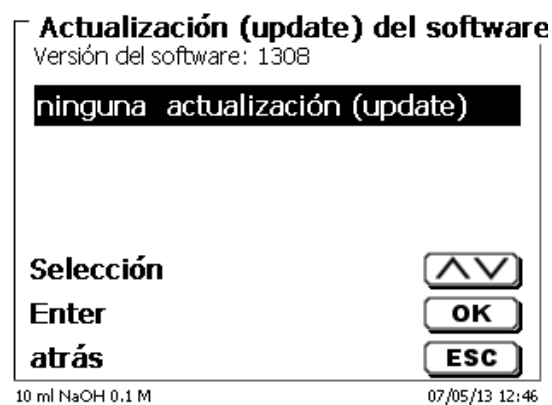 Actualización (update) del software
Versión del software: 1308
ninguna actualización (update)
Selección
Enter OK
atrás ESC
10 ml NaOH 0.1 M 07/05/13 12:46